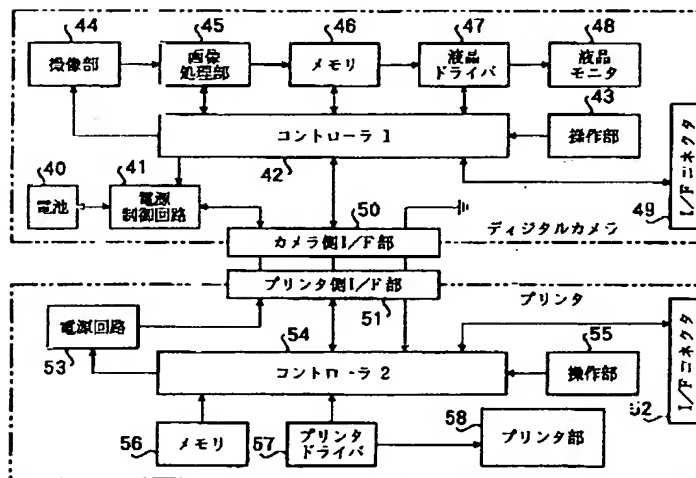 44
45
46
47
48
撮像部
画像
処理部
メモリ
液晶
ドライバ
液晶
モニタ
43
コントローラ 1
操作部
42
I/Fコネクタ
49
40
41
電池
電源
制御回路
50
ディジタルカメラ
カメラ側I/F部
プリンタ側I/F部
プリンタ
51
電源回路
53
54
55
コントローラ 2
操作部
I/Fコネクタ
52
56
メモリ
57
プリンタ
ドライバ
58
プリンタ部